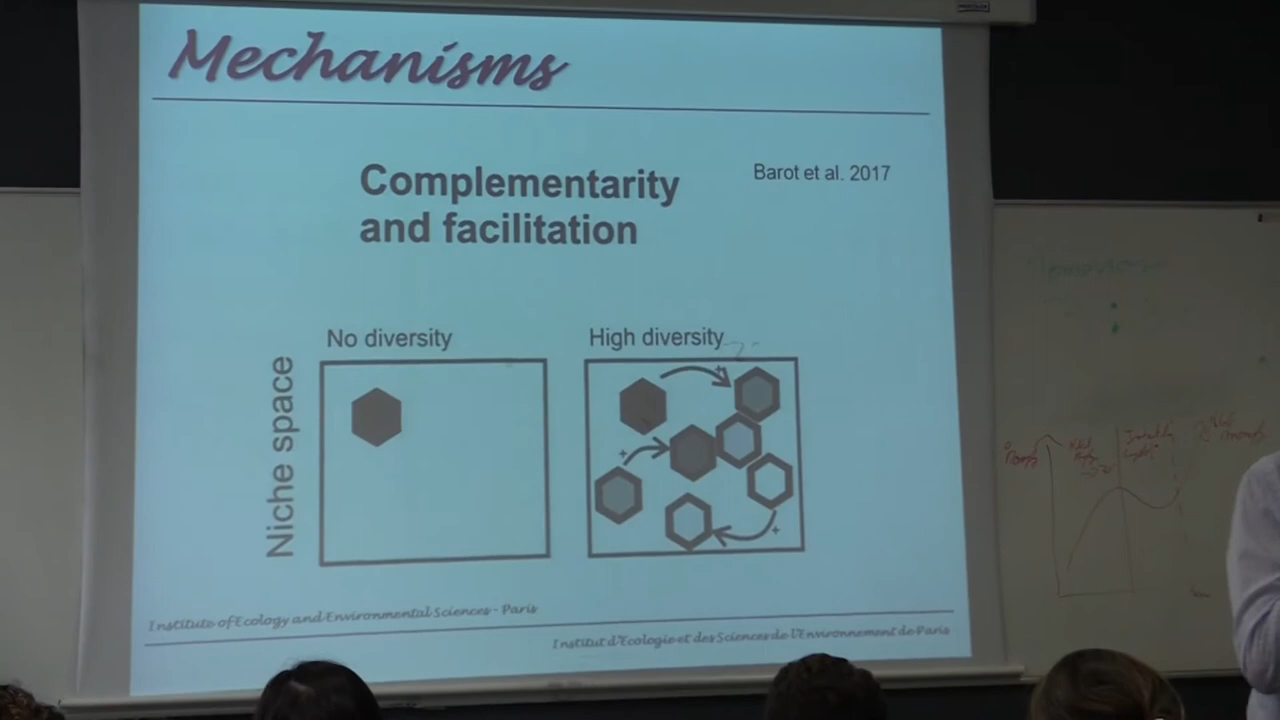 Mechanisms
Complementarity
and facilitation
Barot et al. 2017
No diversity
High diversity
Niche space
+
+
+
Institute of Ecology and Environmental Sciences - Paris
Institut d'Ecologie et des Sciences de l'Environnement de Paris